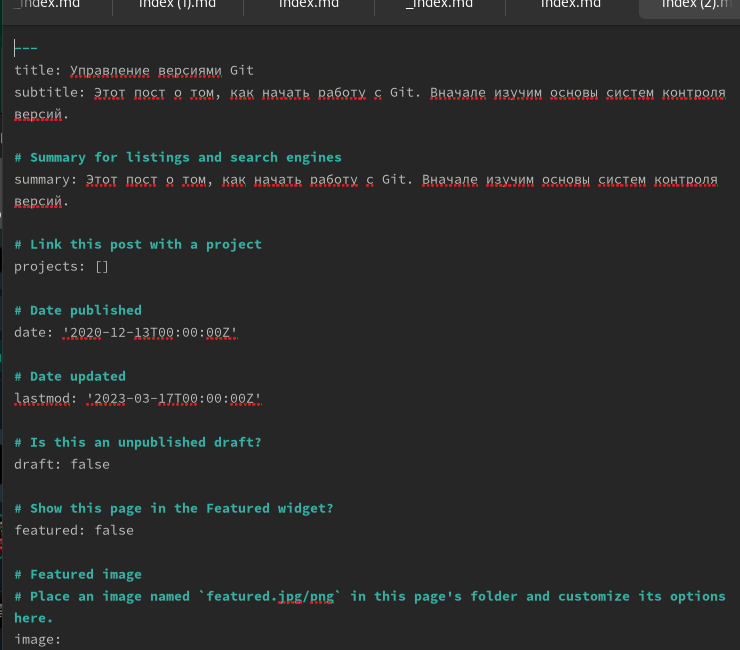 _index.md index (1).md index.md _index.md index.md index (2).m
---
title: Управление версиями Git
subtitle: Этот пост о том, как начать работу с Git. Вначале изучим основы систем контроля
версий.
# Summary for listings and search engines
summary: Этот пост о том, как начать работу с Git. Вначале изучим основы систем контроля
версий.
# Link this post with a project
projects: []
# Date published
date: '2020-12-13T00:00:00Z'
# Date updated
lastmod: '2023-03-17T00:00:00Z'
# Is this an unpublished draft?
draft: false
# Show this page in the Featured widget?
featured: false
# Featured image
# Place an image named `featured.jpg/png` in this page's folder and customize its options
here.
image: